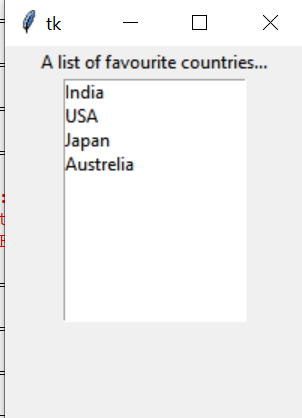 tk
A list of favourite countries...
India
USA
Japan
Austrelia